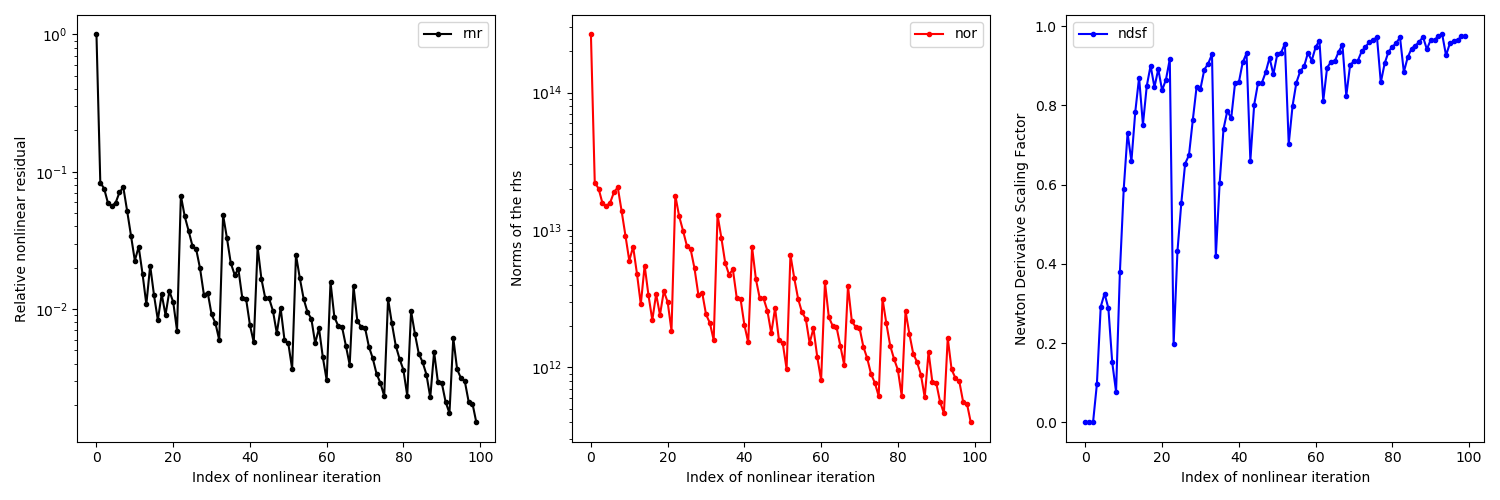 Relative nonlinear residual
10⁰
10⁻¹
10⁻²
0 20 40 60 80 100
Index of nonlinear iteration
rnr
Norms of the rhs
10¹⁴
10¹³
10¹²
0 20 40 60 80 100
Index of nonlinear iteration
nor
Newton Derivative Scaling Factor
1.0
0.8
0.6
0.4
0.2
0.0
0 20 40 60 80 100
Index of nonlinear iteration
ndsf